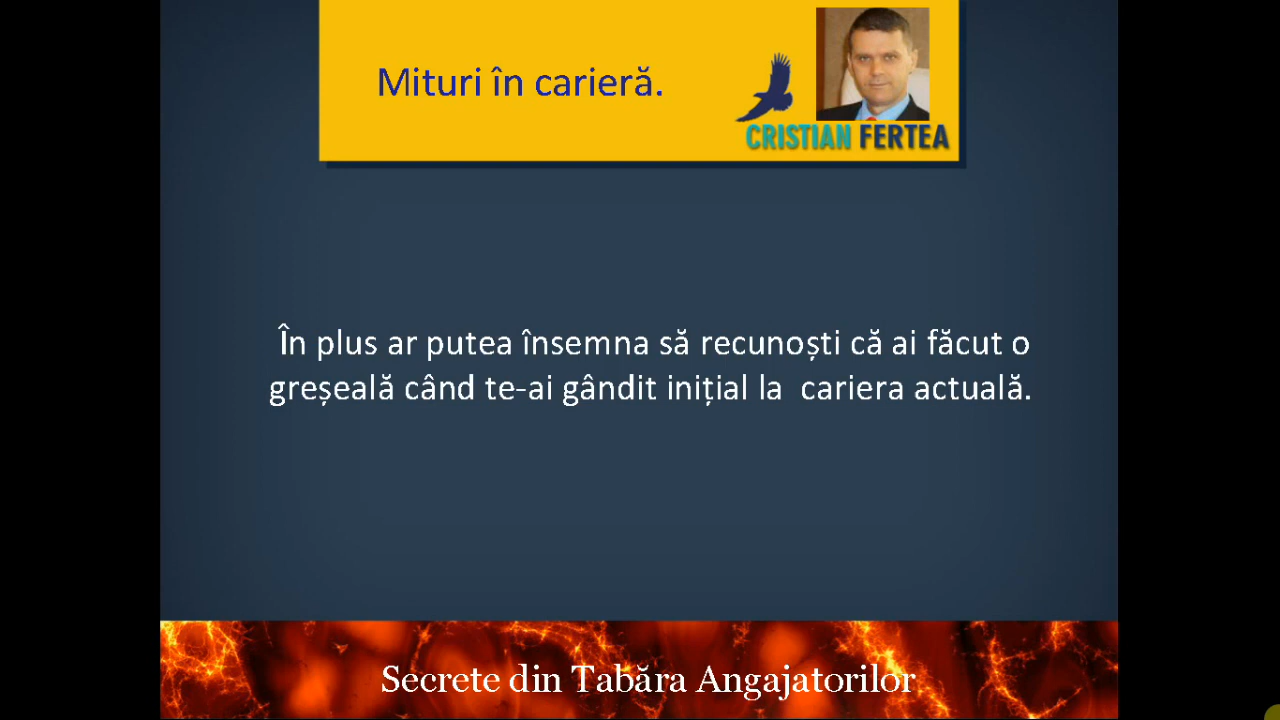 Mituri în carieră.
CRISTIAN FERTEA
În plus ar putea însemna să recunoști că ai făcut o
greșeală când te-ai gândit inițial la  cariera actuală.
Secrete din Tabăra Angajatorilor